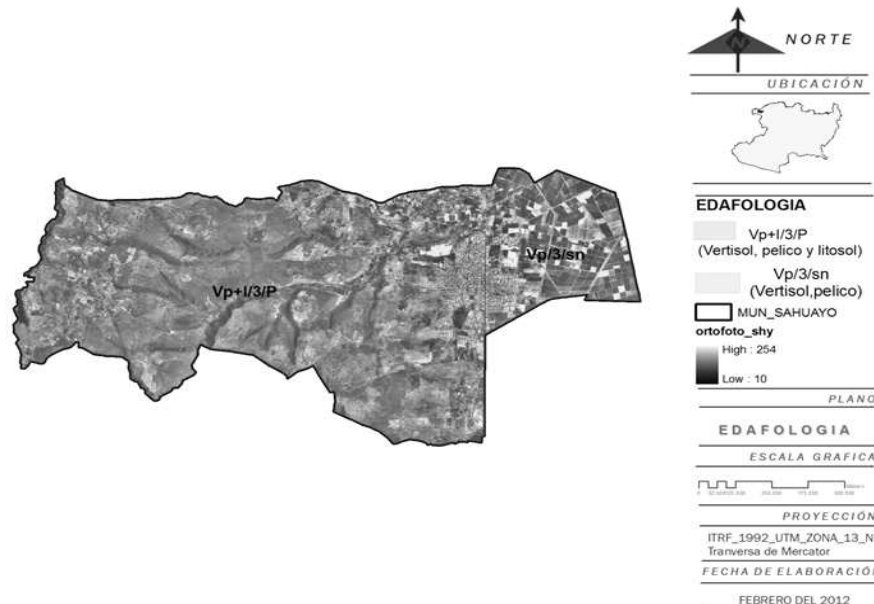 NORTE
UBICACIÓN
EDAFOLOGIA
Vp+I/3/P
(Vertisol, pelico y litosol)
Vp/3/sn
(Vertisol,pelico)
MUN_SAHUAYO
ortofoto_shy
High : 254
Low : 10
PLANO
EDAFOLOGIA
ESCALA GRAFICA
PROYECCIÓN
ITRF_1992_UTM_ZONA_13_N
Tranversa de Mercator
FECHA DE ELABORACIÓN
FEBRERO DEL 2012
Vp/3/sn
Vp+I/3/P